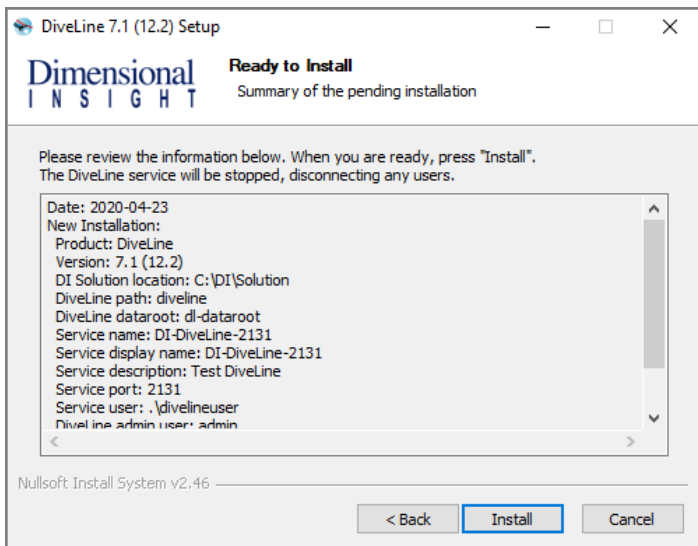 DiveLine 7.1 (12.2) Setup
Dimensional
INSIGHT
Ready to Install
Summary of the pending installation
Please review the information below. When you are ready, press "Install".
The DiveLine service will be stopped, disconnecting any users.
Date: 2020-04-23
New Installation:
Product: DiveLine
Version: 7.1 (12.2)
DI Solution location: C:\DI\Solution
DiveLine path: diveline
DiveLine dataroot: dl-dataroot
Service name: DI-DiveLine-2131
Service display name: DI-DiveLine-2131
Service description: Test DiveLine
Service port: 2131
Service user: .\divelineuser
DiveLine admin user: admin
Nullsoft Install System v2.46
< Back
Install
Cancel